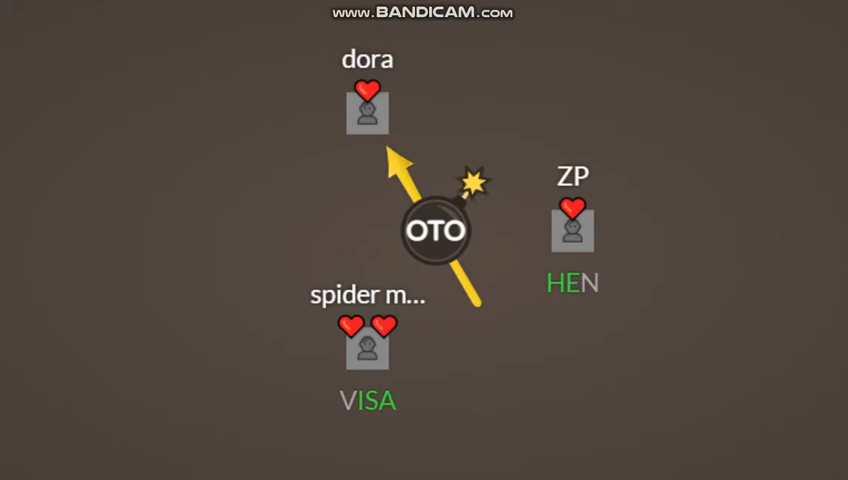 www.BANDICAM.com
dora
ZP
OTO
HEN
spider m...
VISA